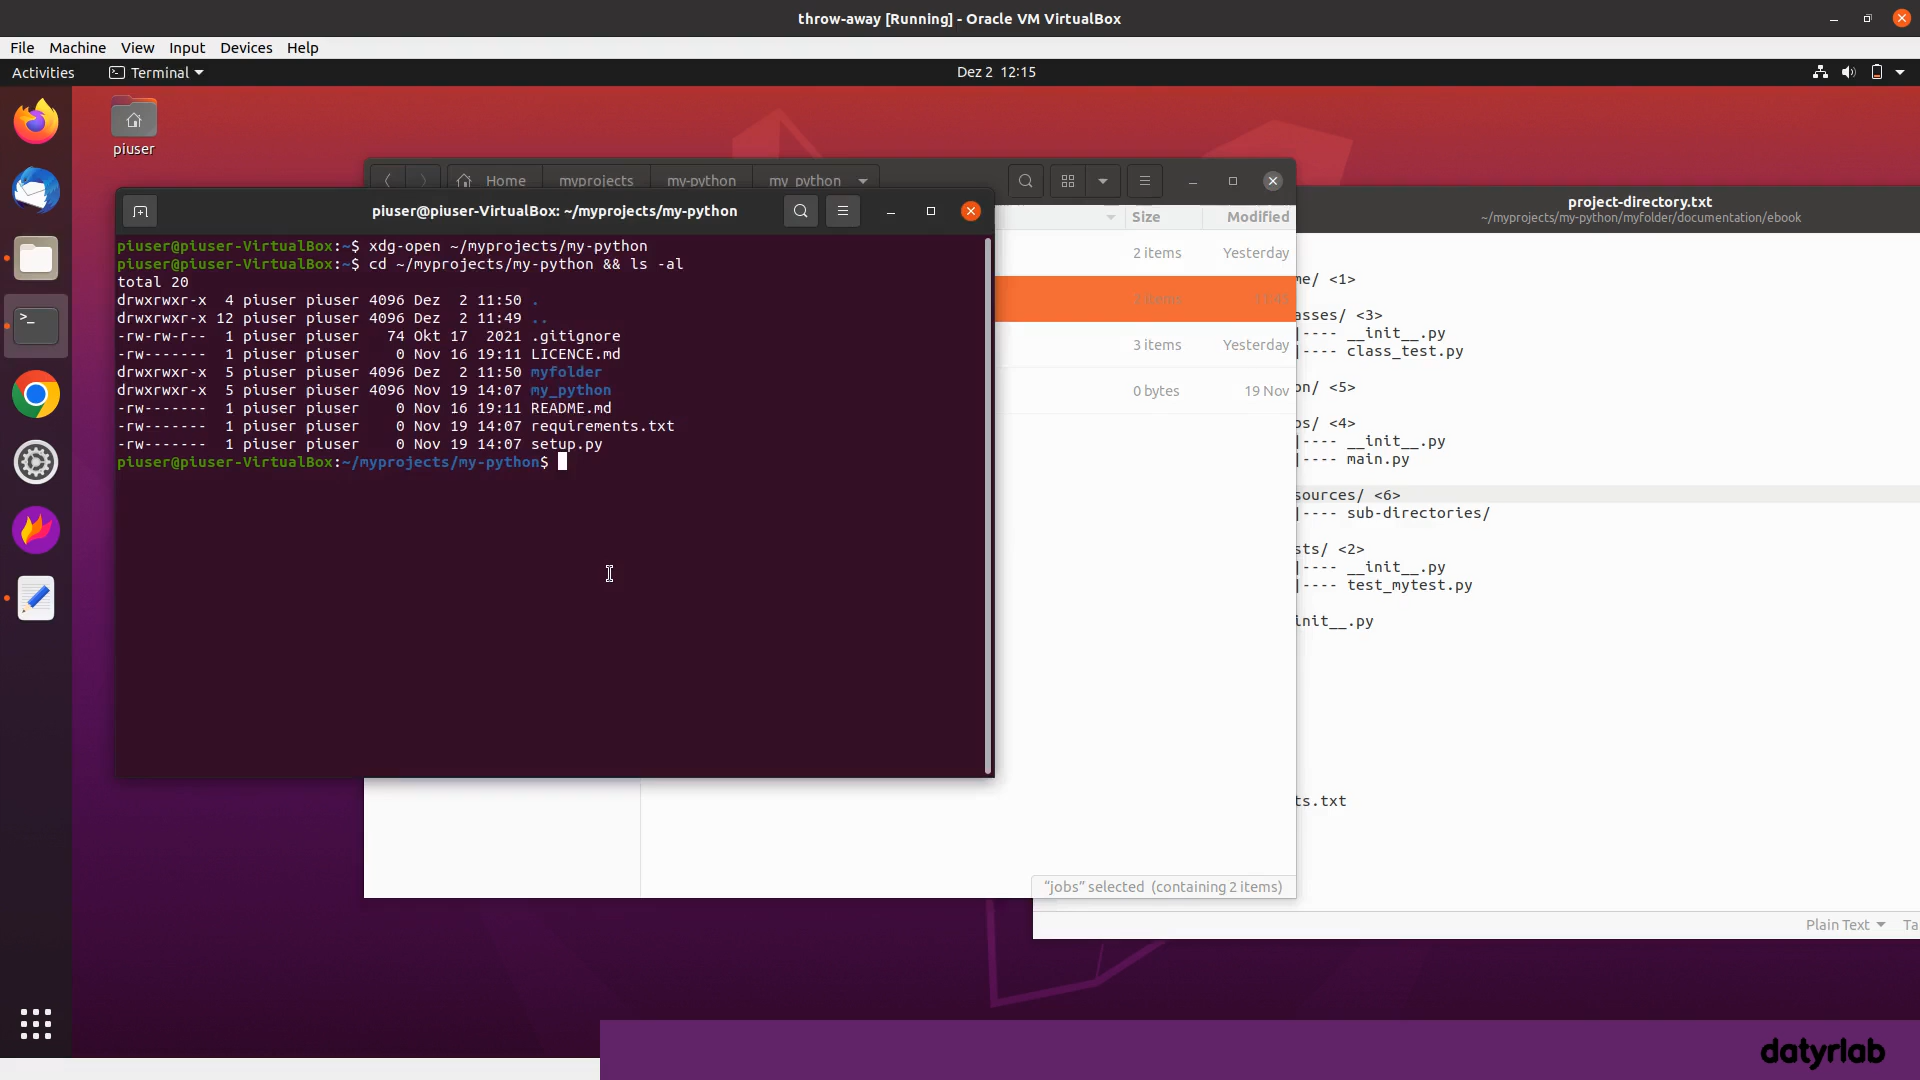 throw-away [Running] - Oracle VM VirtualBox
File Machine View Input Devices Help
Activities Terminal Dez 2 12:15
piuser
Home myprojects my-python my_python
piuser@piuser-VirtualBox: ~/myprojects/my-python
piuser@piuser-VirtualBox:~$ xdg-open ~/myprojects/my-python
piuser@piuser-VirtualBox:~$ cd ~/myprojects/my-python && ls -al
total 20
drwxrwxr-x 4 piuser piuser 4096 Dez 2 11:50 .
drwxrwxr-x 12 piuser piuser 4096 Dez 2 11:49 ..
-rw-rw-r-- 1 piuser piuser 74 Okt 17 2021 .gitignore
-rw------- 1 piuser piuser 0 Nov 16 19:11 LICENCE.md
drwxrwxr-x 5 piuser piuser 4096 Dez 2 11:50 myfolder
drwxrwxr-x 5 piuser piuser 4096 Nov 19 14:07 my_python
-rw------- 1 piuser piuser 0 Nov 16 19:11 README.md
-rw------- 1 piuser piuser 0 Nov 19 14:07 requirements.txt
-rw------- 1 piuser piuser 0 Nov 19 14:07 setup.py
piuser@piuser-VirtualBox:~/myprojects/my-python$
Size Modified
2 items Yesterday
items
3 items Yesterday
0 bytes 19 Nov
"jobs" selected (containing 2 items)
project-directory.txt
~/myprojects/my-python/myfolder/documentation/ebook
me/ <1>
asses/ <3>
|---- __init__.py
|---- class_test.py
on/ <5>
bs/ <4>
|---- __init__.py
|---- main.py
sources/ <6>
|---- sub-directories/
sts/ <2>
|---- __init__.py
|---- test_mytest.py
init__.py
ts.txt
Plain Text Ta
datyrlab